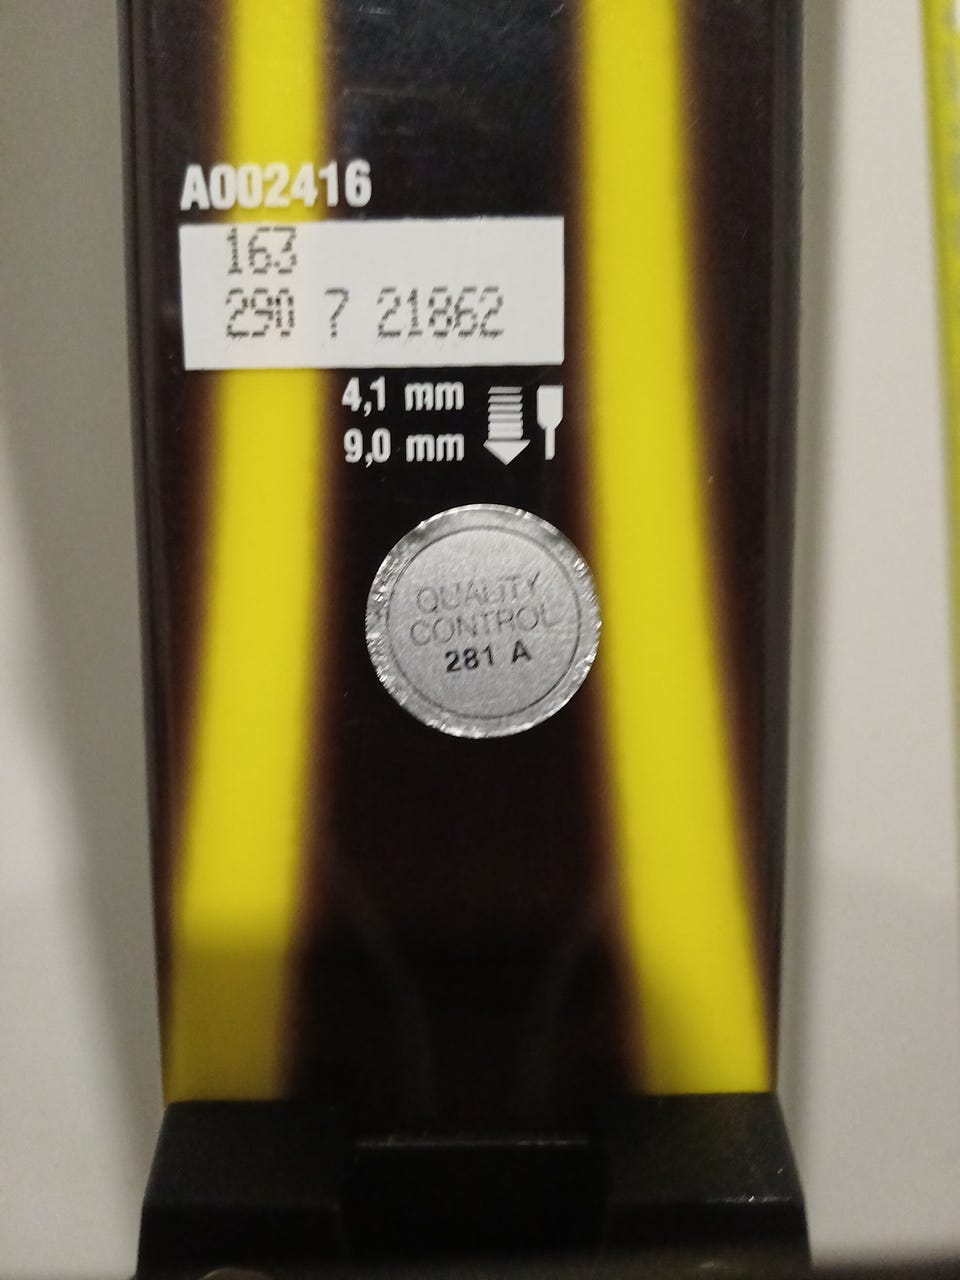 A002416
163
290 7 21862
4,1 mm
9,0 mm
QUALITY
CONTROL
281 A